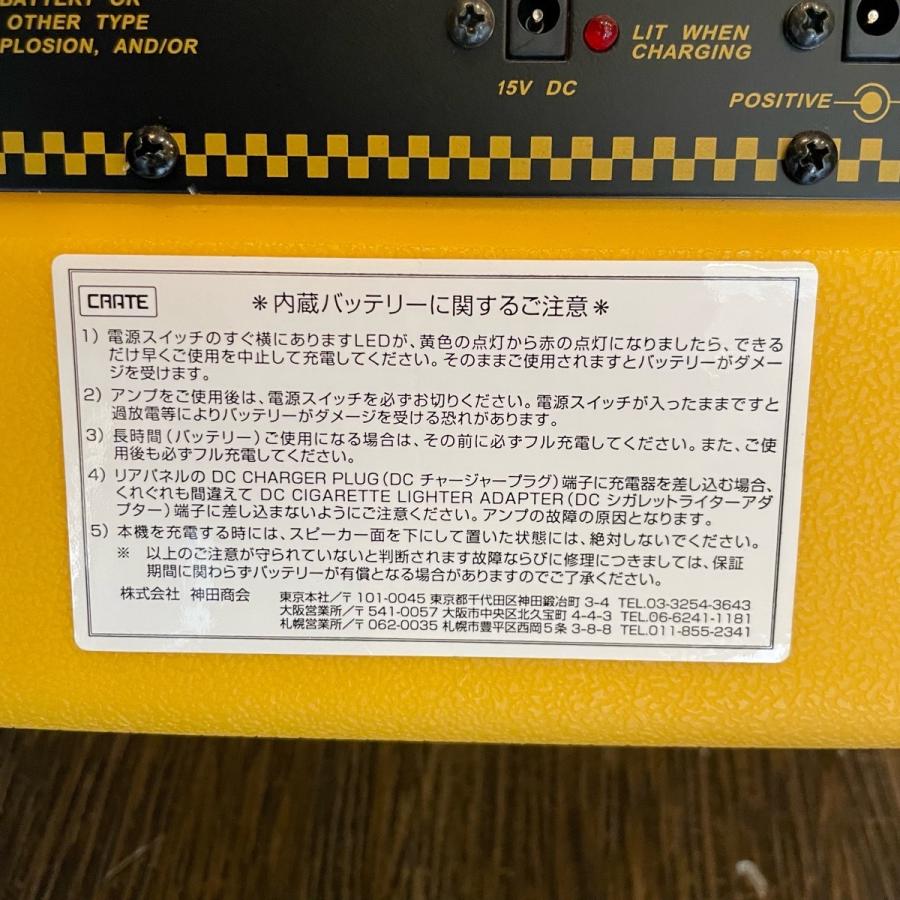 BATTERY OR
OTHER TYPE
PLOSION, AND/OR
LIT WHEN
CHARGING
15V DC
POSITIVE
CRATE
＊内蔵バッテリーに関するご注意＊
1) 電源スイッチのすぐ横にありますLEDが、黄色の点灯から赤の点灯になりましたら、できる
だけ早くご使用を中止して充電してください。そのままご使用されますとバッテリーがダメー
ジを受けます。
2) アンプをご使用後は、電源スイッチを必ずお切りください。電源スイッチが入ったままですと
過放電等によりバッテリーがダメージを受ける恐れがあります。
3) 長時間（バッテリー）ご使用になる場合は、その前に必ずフル充電してください。また、ご使
用後も必ずフル充電してください。
4) リアパネルの DC CHARGER PLUG（DC チャージャープラグ）端子に充電器を差し込む場合、
くれぐれも間違えて DC CIGARETTE LIGHTER ADAPTER（DC シガレットライターアダ
プター）端子に差し込まないようにご注意ください。アンプの故障の原因となります。
5) 本機を充電する時には、スピーカー面を下にして置いた状態には、絶対しないでください。
※ 以上のご注意が守られていないと判断されます故障ならびに修理につきましては、保証
期間に関わらずバッテリーが有償となる場合がありますのでご了承ください。
株式会社 神田商会 東京本社／〒101-0045 東京都千代田区神田鍛冶町 3-4 TEL.03-3254-3643
大阪営業所／〒541-0057 大阪市中央区北久宝町 4-4-3 TEL.06-6241-1181
札幌営業所／〒062-0035 札幌市豊平区西岡5条 3-8-8 TEL.011-855-2341